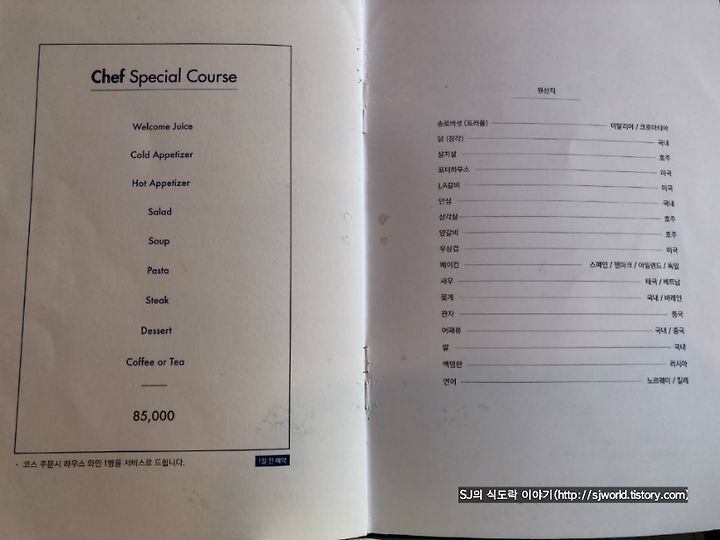 Chef Special Course
Welcome Juice
Cold Appetizer
Hot Appetizer
Salad
Soup
Pasta
Steak
Dessert
Coffee or Tea
85,000
- 코스 주문시 하우스 와인 1병을 서비스로 드립니다.
1일 전 예약
원산지
송로버섯 (트러플) 이탈리아 / 크로아티아
닭 (정각) 국내
살치살 호주
포터하우스 미국
LA갈비 미국
안심 국내
삼각살 호주
양갈비 호주
우삼겹 미국
베이컨 스페인 / 덴마크 / 아일랜드 / 독일
새우 태국 / 베트남
꽃게 국내 / 바레인
관자 중국
어패류 국내 / 중국
쌀 국내
백명란 러시아
연어 노르웨이 / 칠레
SJ의 식도락 이야기(http://sjworld.tistory.com)